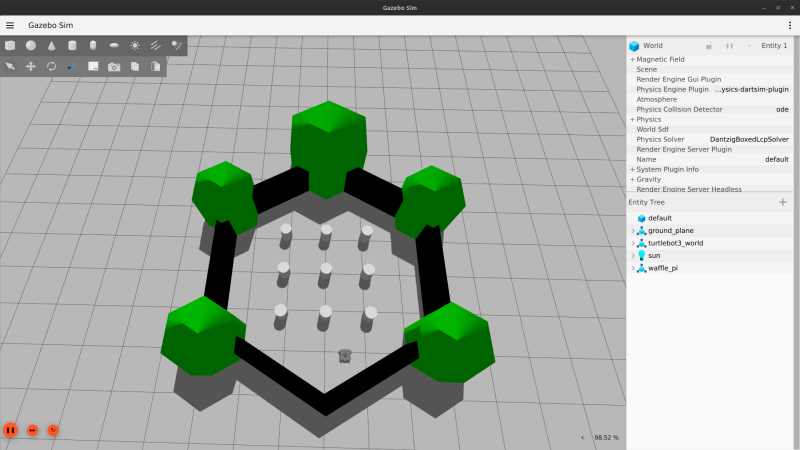 Gazebo Sim
Gazebo Sim
World
Entity 1
Magnetic Field
Scene
Render Engine Gui Plugin
Physics Engine Plugin ...ysics-dartsim-plugin
Atmosphere
Physics Collision Detector ode
Physics
World Sdf
Physics Solver DantzigBoxedLcpSolver
Render Engine Server Plugin
Name default
System Plugin Info
Gravity
Render Engine Server Headless
Entity Tree
default
ground_plane
turtlebot3_world
sun
waffle_pi
98.52 %